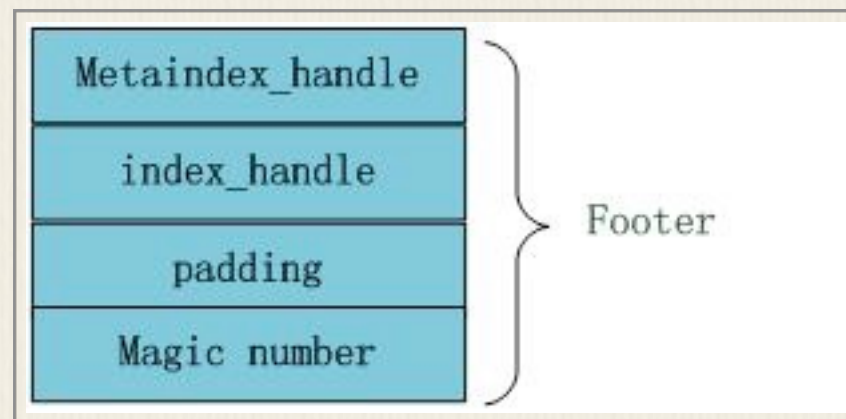 Metaindex_handle
index_handle
Footer
padding
Magic number